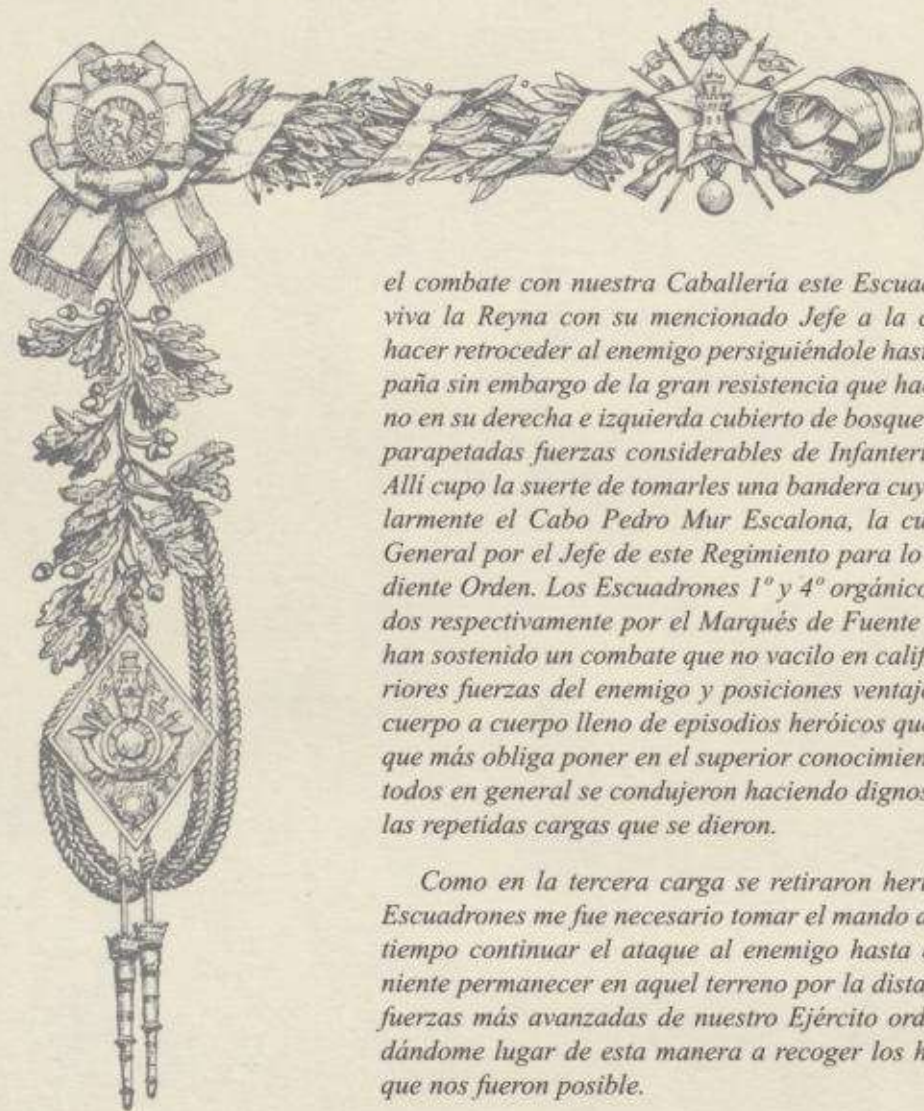 el combate con nuestra Caballería este Escuad
viva la Reyna con su mencionado Jefe a la c
hacer retroceder al enemigo persiguiéndole hast
paña sin embargo de la gran resistencia que hac
no en su derecha e izquierda cubierto de bosque
parapetadas fuerzas considerables de Infanterí
Allí cupo la suerte de tomarles una bandera cuy
larmente el Cabo Pedro Mur Escalona, la cu
General por el Jefe de este Regimiento para lo
diente Orden. Los Escuadrones 1º y 4º orgánico
dos respectivamente por el Marqués de Fuente
han sostenido un combate que no vacilo en calif
riores fuerzas del enemigo y posiciones ventaj
cuerpo a cuerpo lleno de episodios heróicos qu
que más obliga poner en el superior conocimien
todos en general se condujeron haciendo dignos
las repetidas cargas que se dieron.
Como en la tercera carga se retiraron heri
Escuadrones me fue necesario tomar el mando d
tiempo continuar el ataque al enemigo hasta
niente permanecer en aquel terreno por la dista
fuerzas más avanzadas de nuestro Ejército ord
dándome lugar de esta manera a recoger los h
que nos fueron posible.